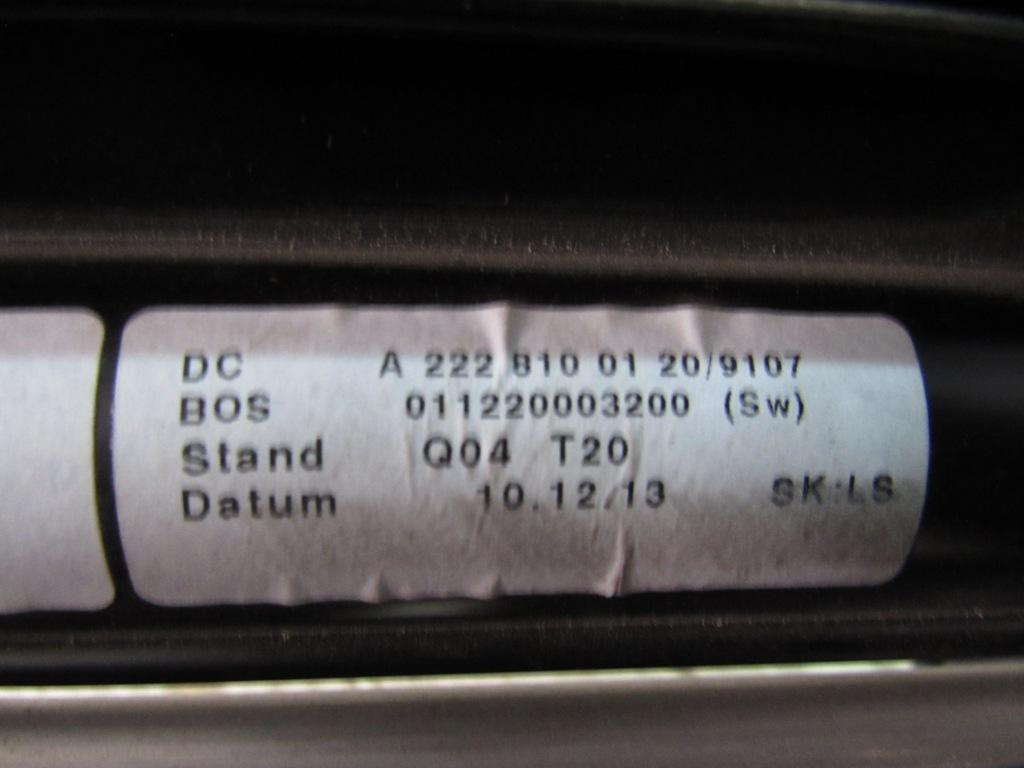 DC A 222 810 01 20/9107
BOS 011220003200 (Sw)
Stand Q04 T20
Datum 10.12.13 SK:LS